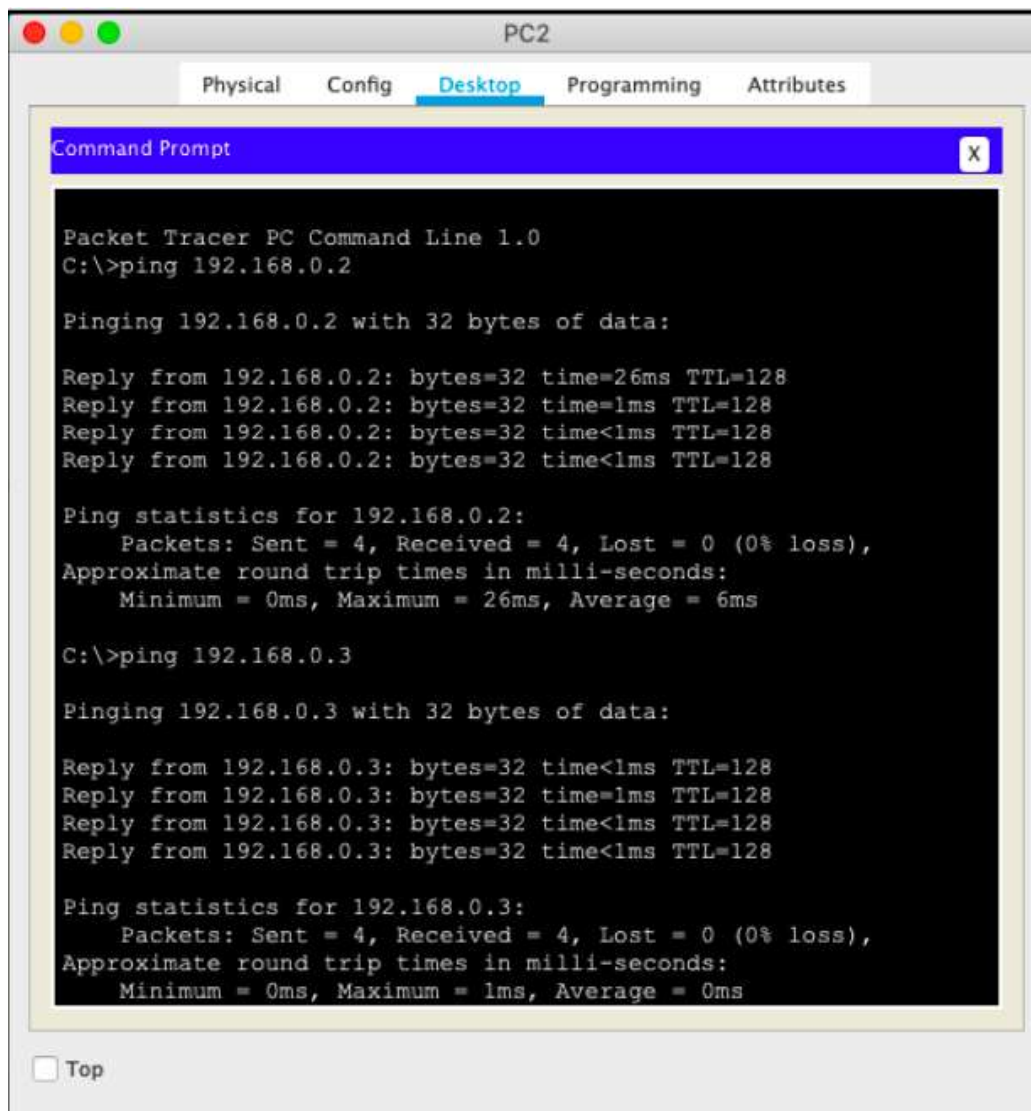 PC2
Physical Config Desktop Programming Attributes
Command Prompt
X
Packet Tracer PC Command Line 1.0
C:\>ping 192.168.0.2
Pinging 192.168.0.2 with 32 bytes of data:
Reply from 192.168.0.2: bytes=32 time=26ms TTL=128
Reply from 192.168.0.2: bytes=32 time=1ms TTL=128
Reply from 192.168.0.2: bytes=32 time<1ms TTL=128
Reply from 192.168.0.2: bytes=32 time<1ms TTL=128
Ping statistics for 192.168.0.2:
Packets: Sent = 4, Received = 4, Lost = 0 (0% loss),
Approximate round trip times in milli-seconds:
Minimum = 0ms, Maximum = 26ms, Average = 6ms
C:\>ping 192.168.0.3
Pinging 192.168.0.3 with 32 bytes of data:
Reply from 192.168.0.3: bytes=32 time<1ms TTL=128
Reply from 192.168.0.3: bytes=32 time=1ms TTL=128
Reply from 192.168.0.3: bytes=32 time<1ms TTL=128
Reply from 192.168.0.3: bytes=32 time<1ms TTL=128
Ping statistics for 192.168.0.3:
Packets: Sent = 4, Received = 4, Lost = 0 (0% loss),
Approximate round trip times in milli-seconds:
Minimum = 0ms, Maximum = 1ms, Average = 0ms
Top